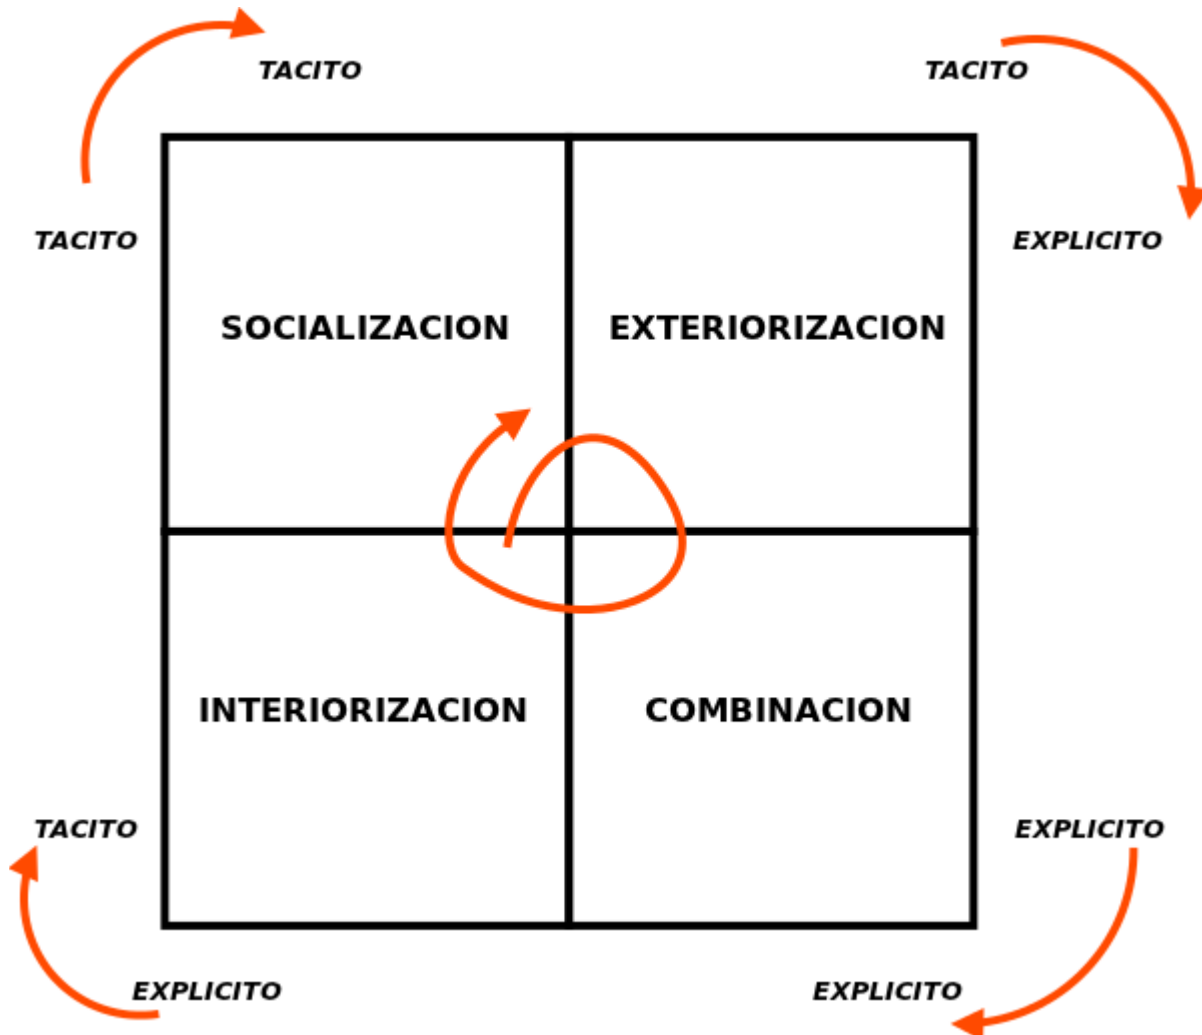 TACITO
TACITO
TACITO
EXPLICITO
SOCIALIZACION
EXTERIORIZACION
INTERIORIZACION
COMBINACION
TACITO
EXPLICITO
EXPLICITO
EXPLICITO